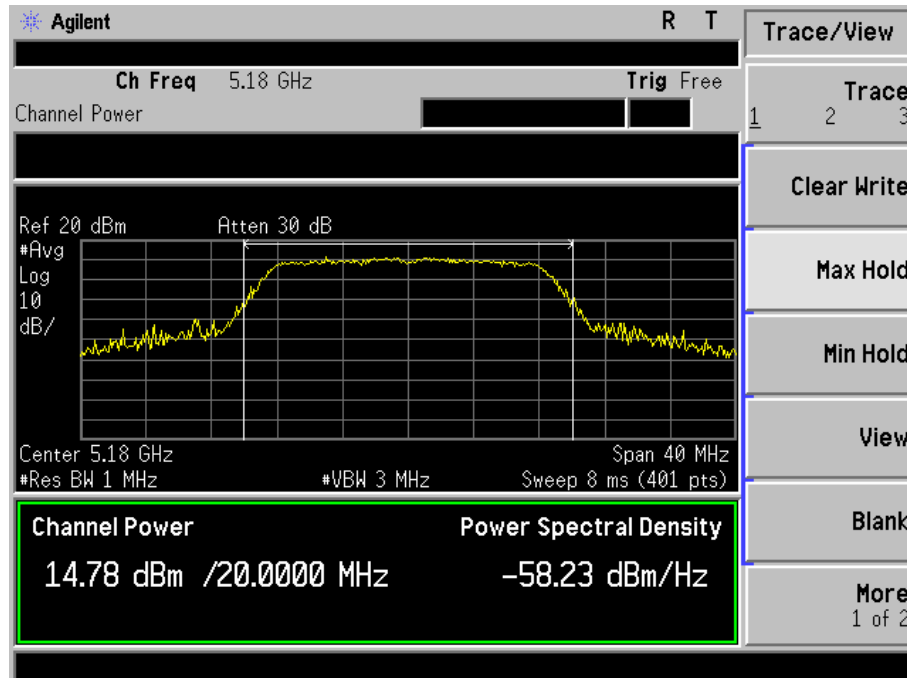 Agilent
R T
Ch Freq 5.18 GHz
Trig Free
Channel Power
Ref 20 dBm
Atten 30 dB
#Avg
Log
10
dB/
Center 5.18 GHz
Span 40 MHz
#Res BW 1 MHz
#VBW 3 MHz
Sweep 8 ms (401 pts)
Channel Power
Power Spectral Density
14.78 dBm /20.0000 MHz
-58.23 dBm/Hz
Trace/View
Trace
1 2 3
Clear Write
Max Hold
Min Hold
View
Blank
More
1 of 2